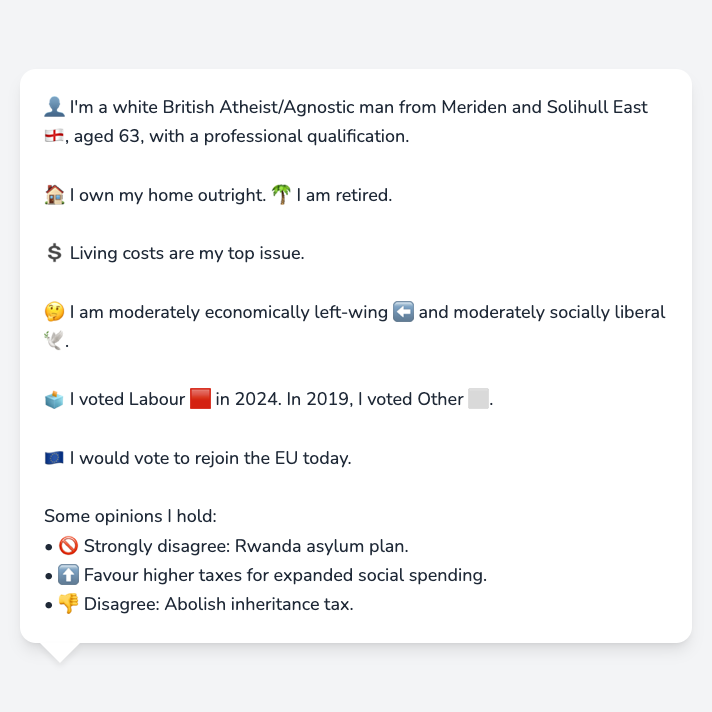 👤 I'm a white British Atheist/Agnostic man from Meriden and Solihull East
🏴󠁧󠁢󠁥󠁮󠁧󠁿, aged 63, with a professional qualification.
🏠 I own my home outright. 🌴 I am retired.
💲 Living costs are my top issue.
🤔 I am moderately economically left-wing ⬅️ and moderately socially liberal
🕊️.
🗳️ I voted Labour 🟥 in 2024. In 2019, I voted Other ⬜.
🇪🇺 I would vote to rejoin the EU today.
Some opinions I hold:
• 🚫 Strongly disagree: Rwanda asylum plan.
• ⬆️ Favour higher taxes for expanded social spending.
• 👎 Disagree: Abolish inheritance tax.